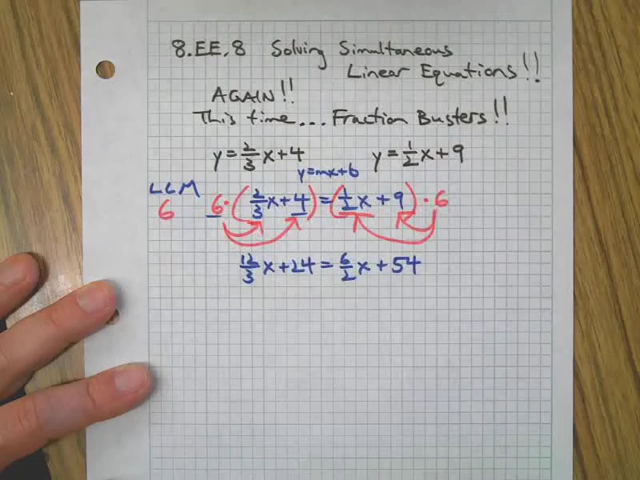 8.EE.8 Solving Simultaneous
Linear Equations!!
AGAIN!!
This time... Fraction Busters!!
y=2/3x+4 y=1/2x+9
y=mx+b
LLM
6 6·(2/3x+4)=(1/2x+9)·6
12/3x+24=6/2x+54